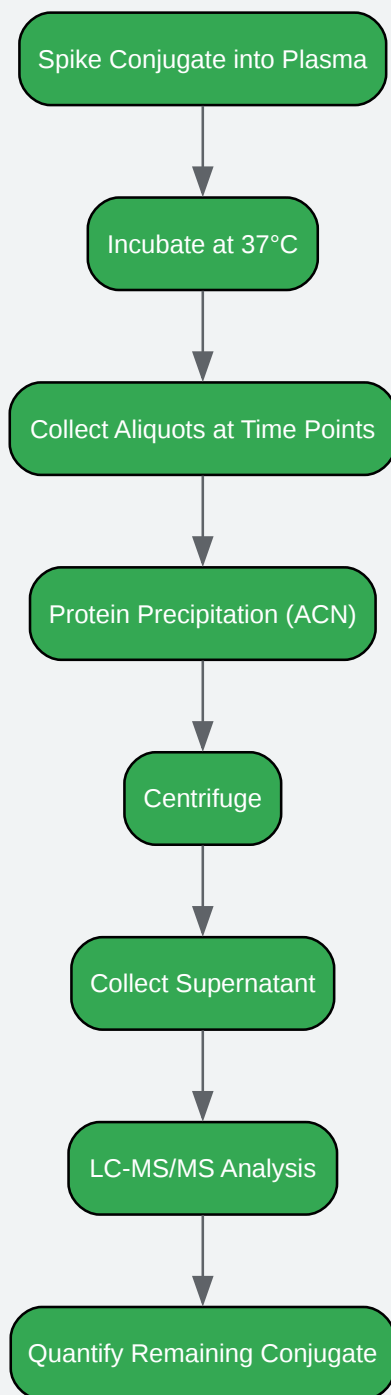 Spike Conjugate into Plasma
Incubate at 37°C
Collect Aliquots at Time Points
Protein Precipitation (ACN)
Centrifuge
Collect Supernatant
LC-MS/MS Analysis
Quantify Remaining Conjugate